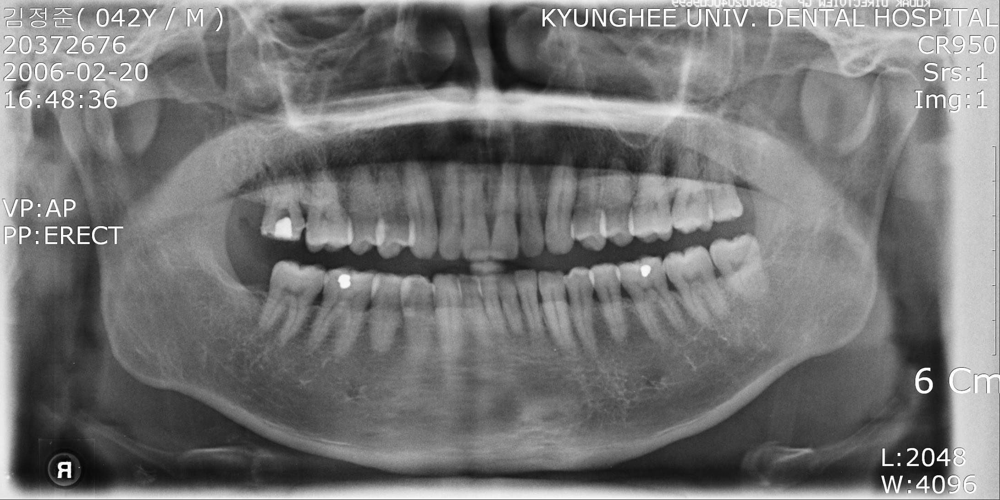 김정준( 042Y / M )
20372676
2006-02-20
16:48:36
KYUNGHEE UNIV. DENTAL HOSPITAL
CR950
Srs:1
Img:1
VP:AP
PP:ERECT
6 Cm
R
L:2048
W:4096